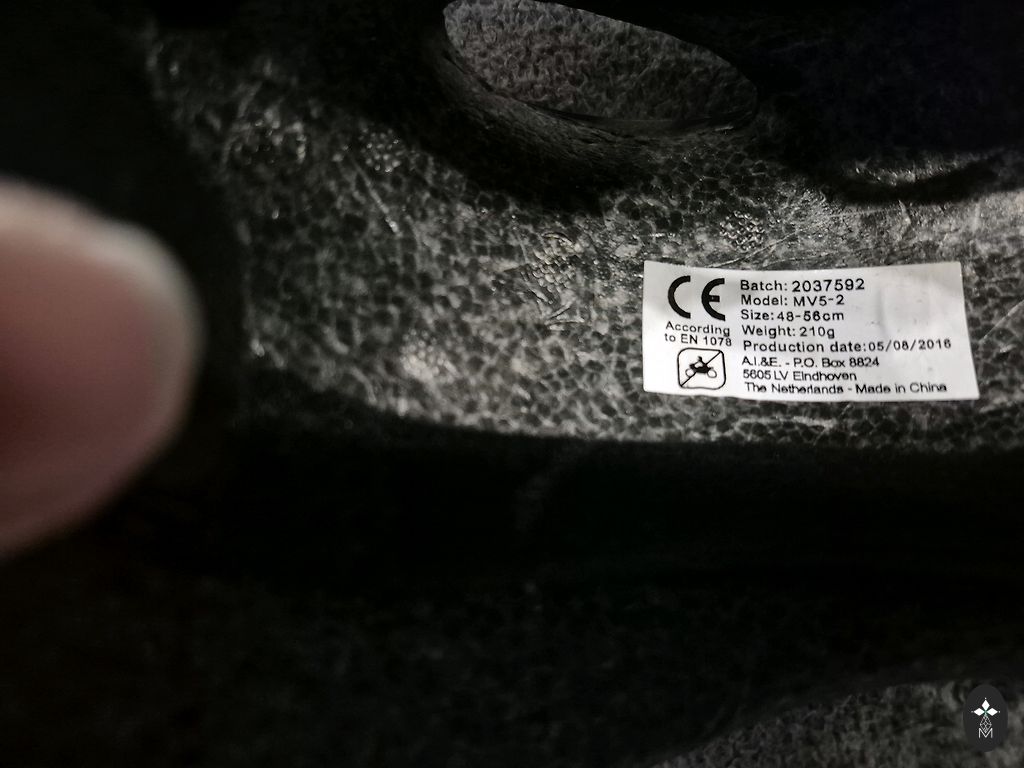 CE
According
to EN 1078
Batch: 2037592
Model: MV5-2
Size: 48-56cm
Weight: 210g
Production date: 05/08/2016
A.I.&E. - P.O. Box 8824
5605 LV Eindhoven
The Netherlands - Made in China
M